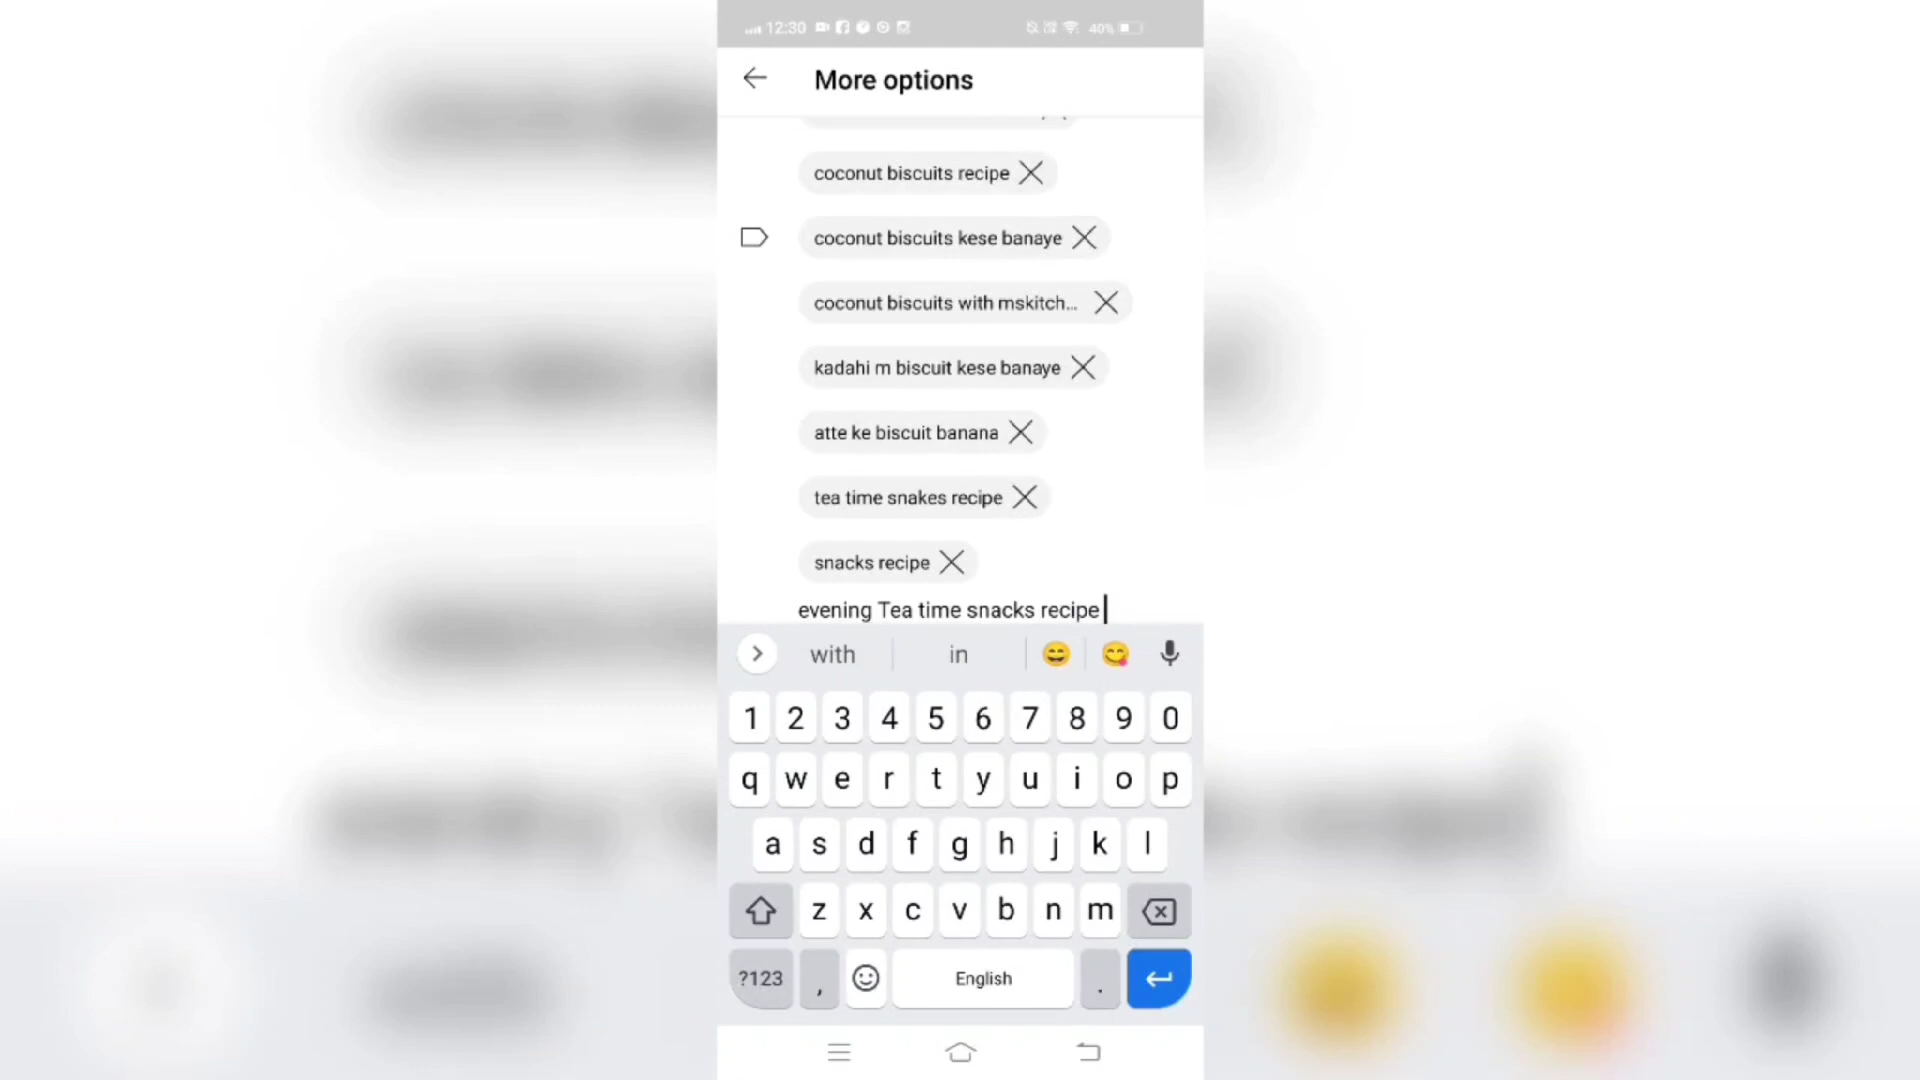 12:30 40%
More options
coconut biscuits recipe
coconut biscuits kese banaye
coconut biscuits with mskitch...
kadahi m biscuit kese banaye
atte ke biscuit banana
tea time snakes recipe
snacks recipe
evening Tea time snacks recipe
with in
1 2 3 4 5 6 7 8 9 0
q w e r t y u i o p
a s d f g h j k l
z x c v b n m
?123 , English .